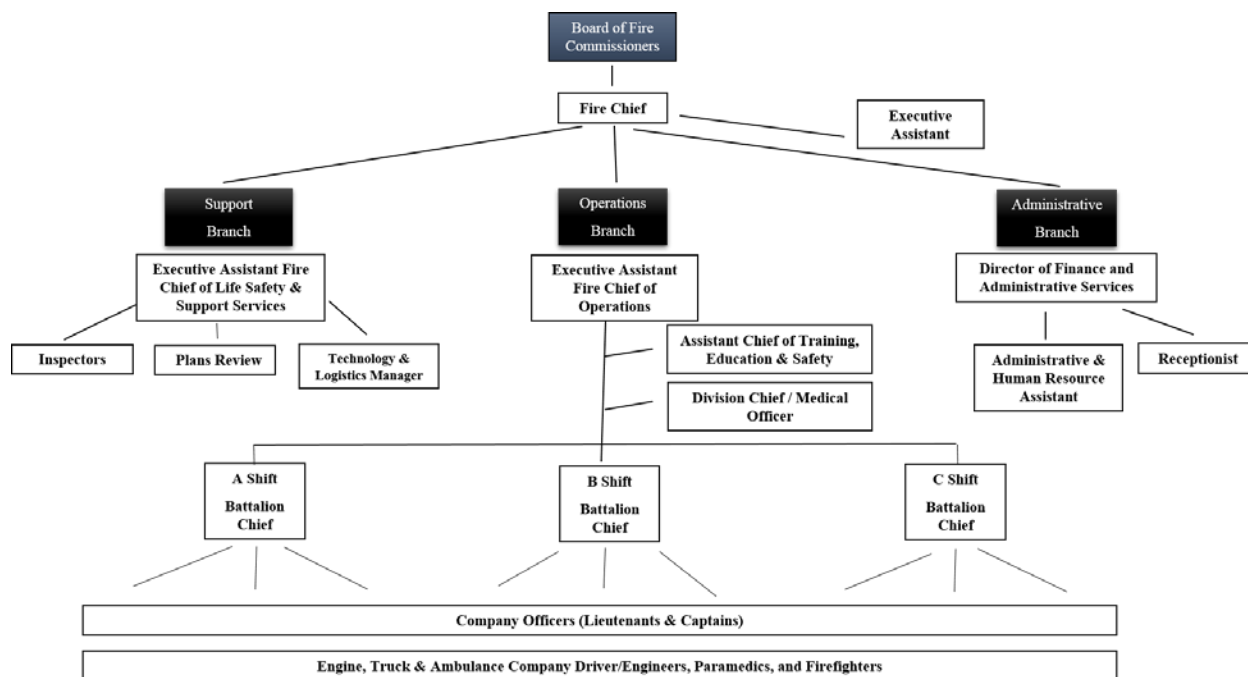 Board of Fire
Commissioners
Fire Chief
Executive
Assistant
Support
Branch
Operations
Branch
Administrative
Branch
Executive Assistant Fire
Chief of Life Safety &
Support Services
Executive Assistant
Fire Chief of
Operations
Director of Finance and
Administrative Services
Inspectors
Plans Review
Technology &
Logistics Manager
Assistant Chief of Training,
Education & Safety
Division Chief / Medical
Officer
Administrative &
Human Resource
Assistant
Receptionist
A Shift
Battalion
Chief
B Shift
Battalion
Chief
C Shift
Battalion
Chief
Company Officers (Lieutenants & Captains)
Engine, Truck & Ambulance Company Driver/Engineers, Paramedics, and Firefighters